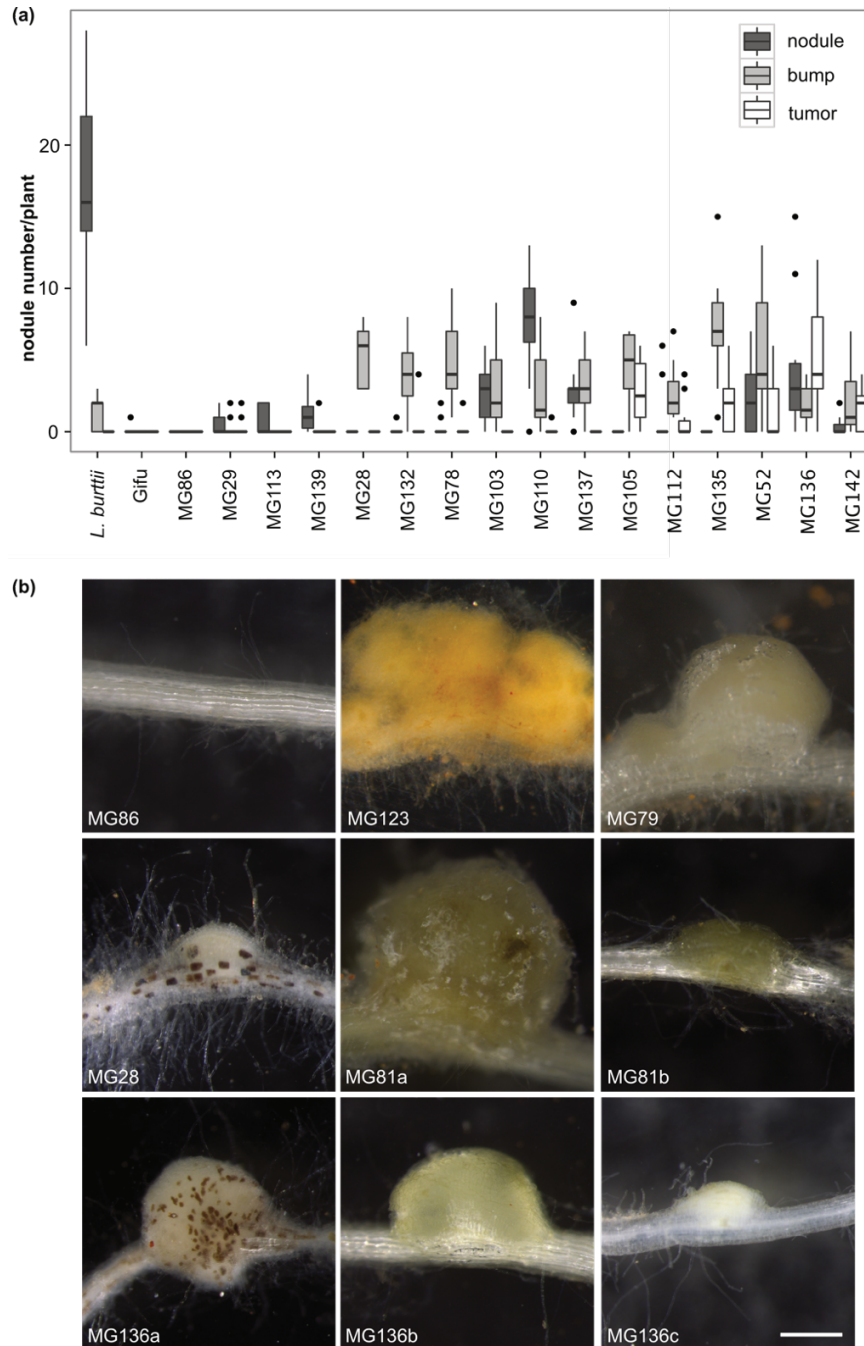 (a)
nodule
bump
tumor
nodule number/plant
20
10
0
L. burttii
Gifu
MG86
MG29
MG113
MG139
MG28
MG132
MG78
MG103
MG110
MG137
MG105
MG112
MG135
MG52
MG136
MG142
(b)
MG86
MG123
MG79
MG28
MG81a
MG81b
MG136a
MG136b
MG136c